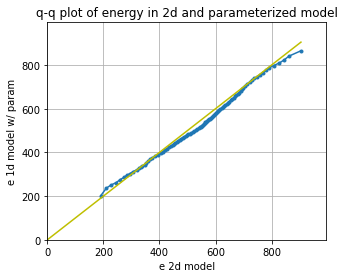 q-q plot of energy in 2d and parameterized model
e 1d model w/ param
800
600
400
200
0
0 200 400 600 800
e 2d model